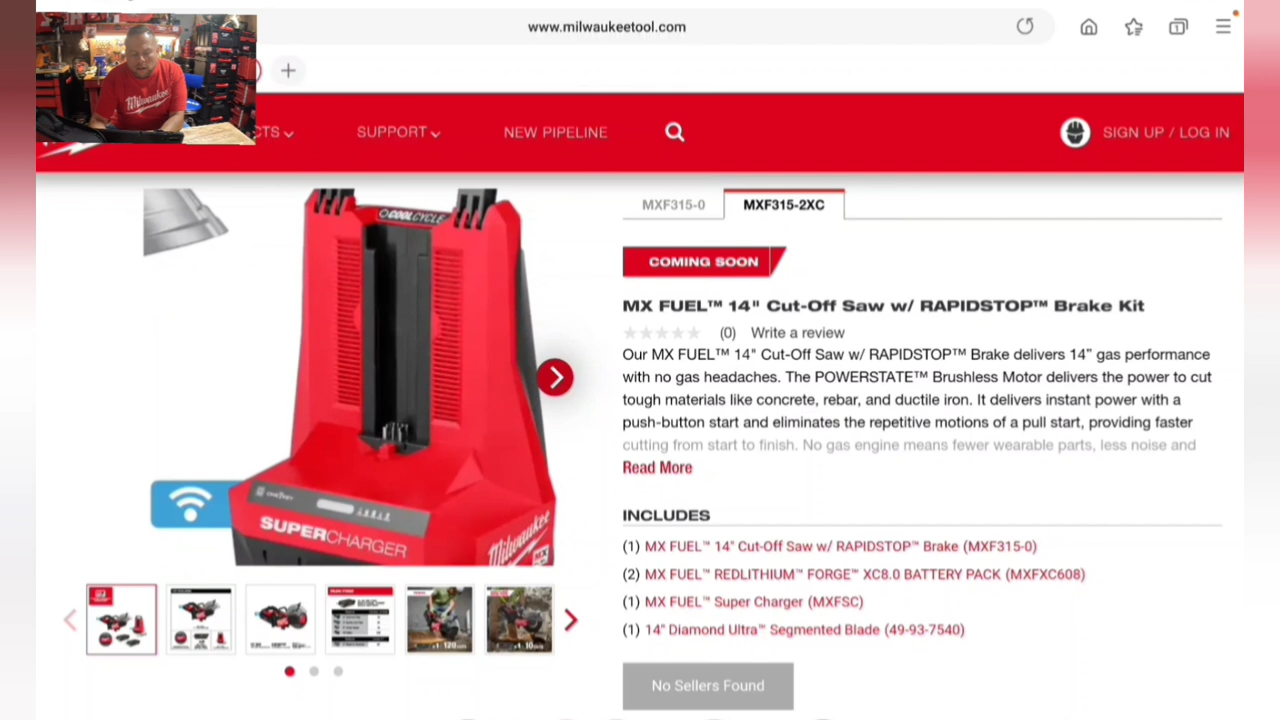 www.milwaukeetool.com
1
Milwaukee
CTS
SUPPORT
NEW PIPELINE
SIGN UP / LOG IN
COOLCYCLE
SUPERCHARGER
Milwaukee
MXF315-0
MXF315-2XC
COMING SOON
MX FUEL™ 14" Cut-Off Saw w/ RAPIDSTOP™ Brake Kit
(0) Write a review
Our MX FUEL™ 14" Cut-Off Saw w/ RAPIDSTOP™ Brake delivers 14” gas performance
with no gas headaches. The POWERSTATE™ Brushless Motor delivers the power to cut
tough materials like concrete, rebar, and ductile iron. It delivers instant power with a
push-button start and eliminates the repetitive motions of a pull start, providing faster
cutting from start to finish. No gas engine means fewer wearable parts, less noise and
Read More
INCLUDES
(1) MX FUEL™ 14" Cut-Off Saw w/ RAPIDSTOP™ Brake (MXF315-0)
(2) MX FUEL™ REDLITHIUM™ FORGE™ XC8.0 BATTERY PACK (MXFXC608)
(1) MX FUEL™ Super Charger (MXFSC)
(1) 14" Diamond Ultra™ Segmented Blade (49-93-7540)
No Sellers Found